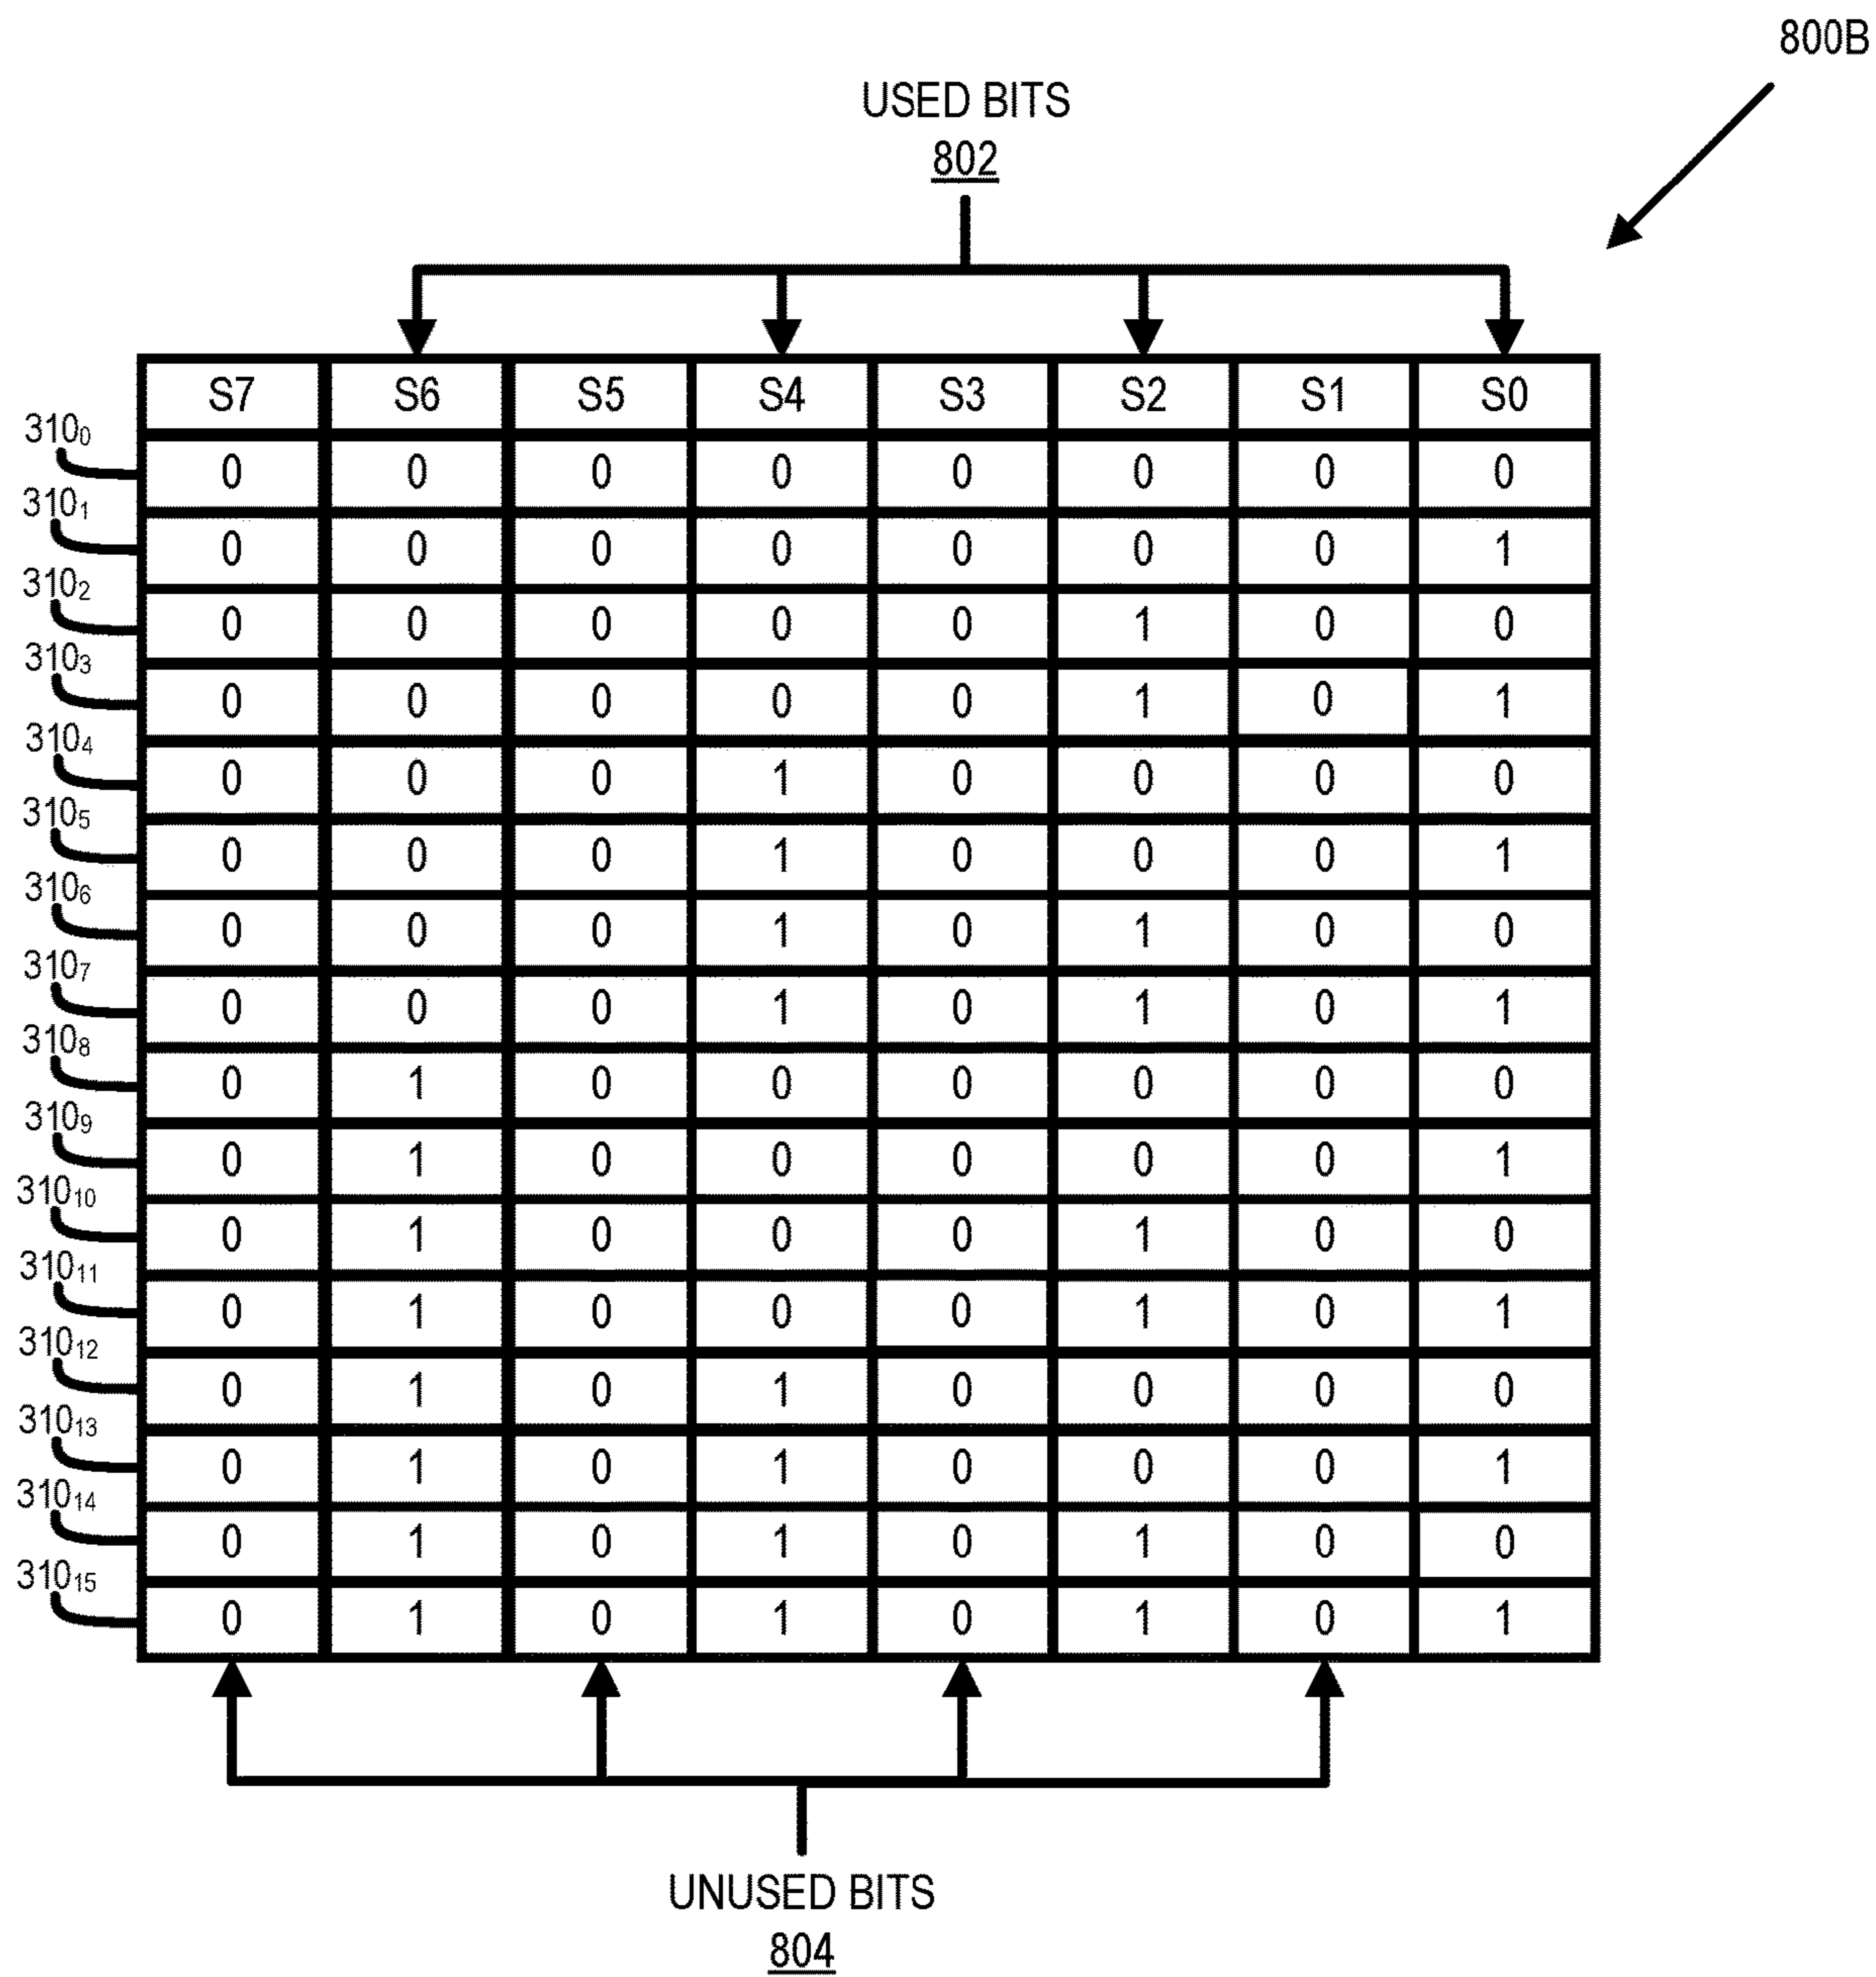 800B
USED BITS
802
S7 S6 S5 S4 S3 S2 S1 S0
310₀ 0 0 0 0 0 0 0 0
310₁ 0 0 0 0 0 0 0 1
310₂ 0 0 0 0 0 1 0 0
310₃ 0 0 0 0 0 1 0 1
310₄ 0 0 0 1 0 0 0 0
310₅ 0 0 0 1 0 0 0 1
310₆ 0 0 0 1 0 1 0 0
310₇ 0 0 0 1 0 1 0 1
310₈ 0 1 0 0 0 0 0 0
310₉ 0 1 0 0 0 0 0 1
310₁₀ 0 1 0 0 0 1 0 0
310₁₁ 0 1 0 0 0 1 0 1
310₁₂ 0 1 0 1 0 0 0 0
310₁₃ 0 1 0 1 0 0 0 1
310₁₄ 0 1 0 1 0 1 0 0
310₁₅ 0 1 0 1 0 1 0 1
UNUSED BITS
804